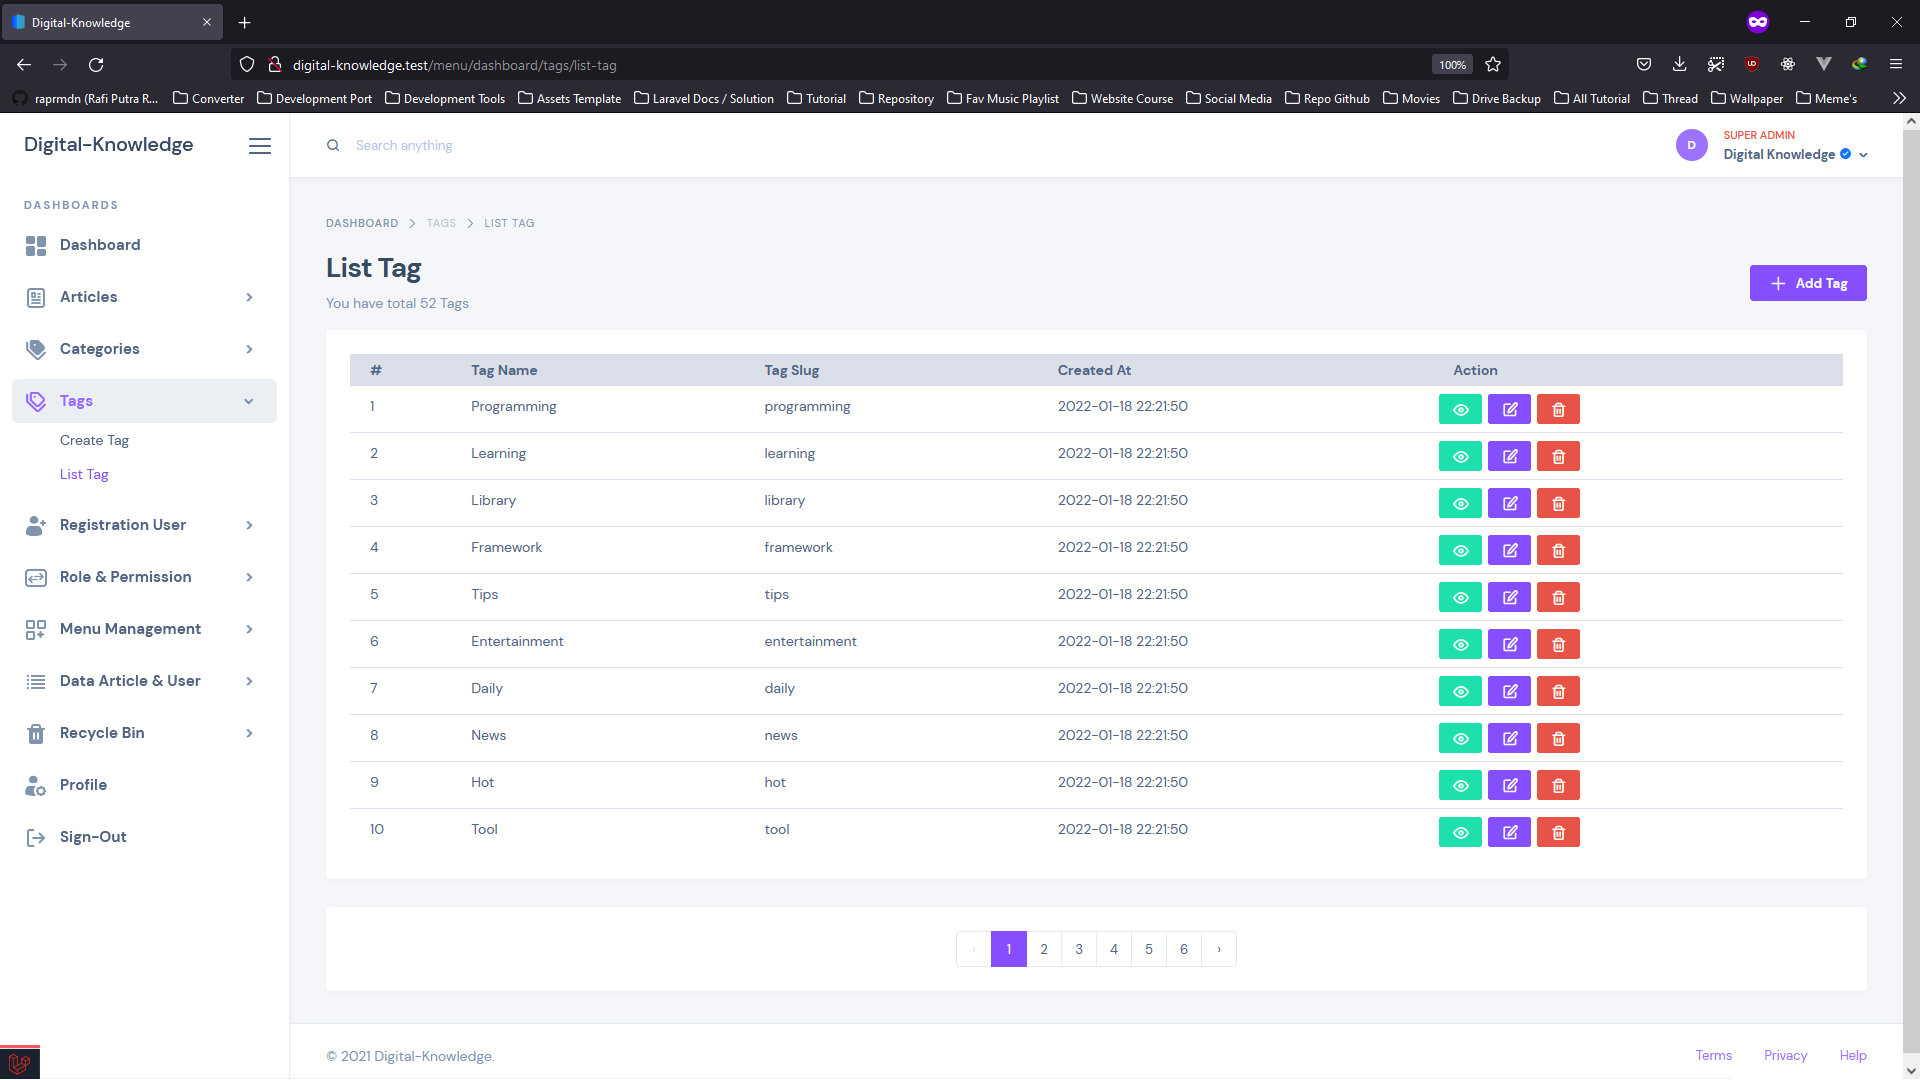 Digital-Knowledge
digital-knowledge.test/menu/dashboard/tags/list-tag
100%
raprmdn (Rafi Putra R... Converter Development Port Development Tools Assets Template Laravel Docs / Solution Tutorial Repository Fav Music Playlist Website Course Social Media Repo Github Movies Drive Backup All Tutorial Thread Wallpaper Meme's
Digital-Knowledge
Search anything
D
SUPER ADMIN
Digital Knowledge
DASHBOARDS
Dashboard
Articles
Categories
Tags
Create Tag
List Tag
Registration User
Role & Permission
Menu Management
Data Article & User
Recycle Bin
Profile
Sign-Out
DASHBOARD TAGS LIST TAG
List Tag
You have total 52 Tags
Add Tag
# Tag Name Tag Slug Created At Action
1 Programming programming 2022-01-18 22:21:50
2 Learning learning 2022-01-18 22:21:50
3 Library library 2022-01-18 22:21:50
4 Framework framework 2022-01-18 22:21:50
5 Tips tips 2022-01-18 22:21:50
6 Entertainment entertainment 2022-01-18 22:21:50
7 Daily daily 2022-01-18 22:21:50
8 News news 2022-01-18 22:21:50
9 Hot hot 2022-01-18 22:21:50
10 Tool tool 2022-01-18 22:21:50
‹ 1 2 3 4 5 6 ›
© 2021 Digital-Knowledge.
Terms Privacy Help